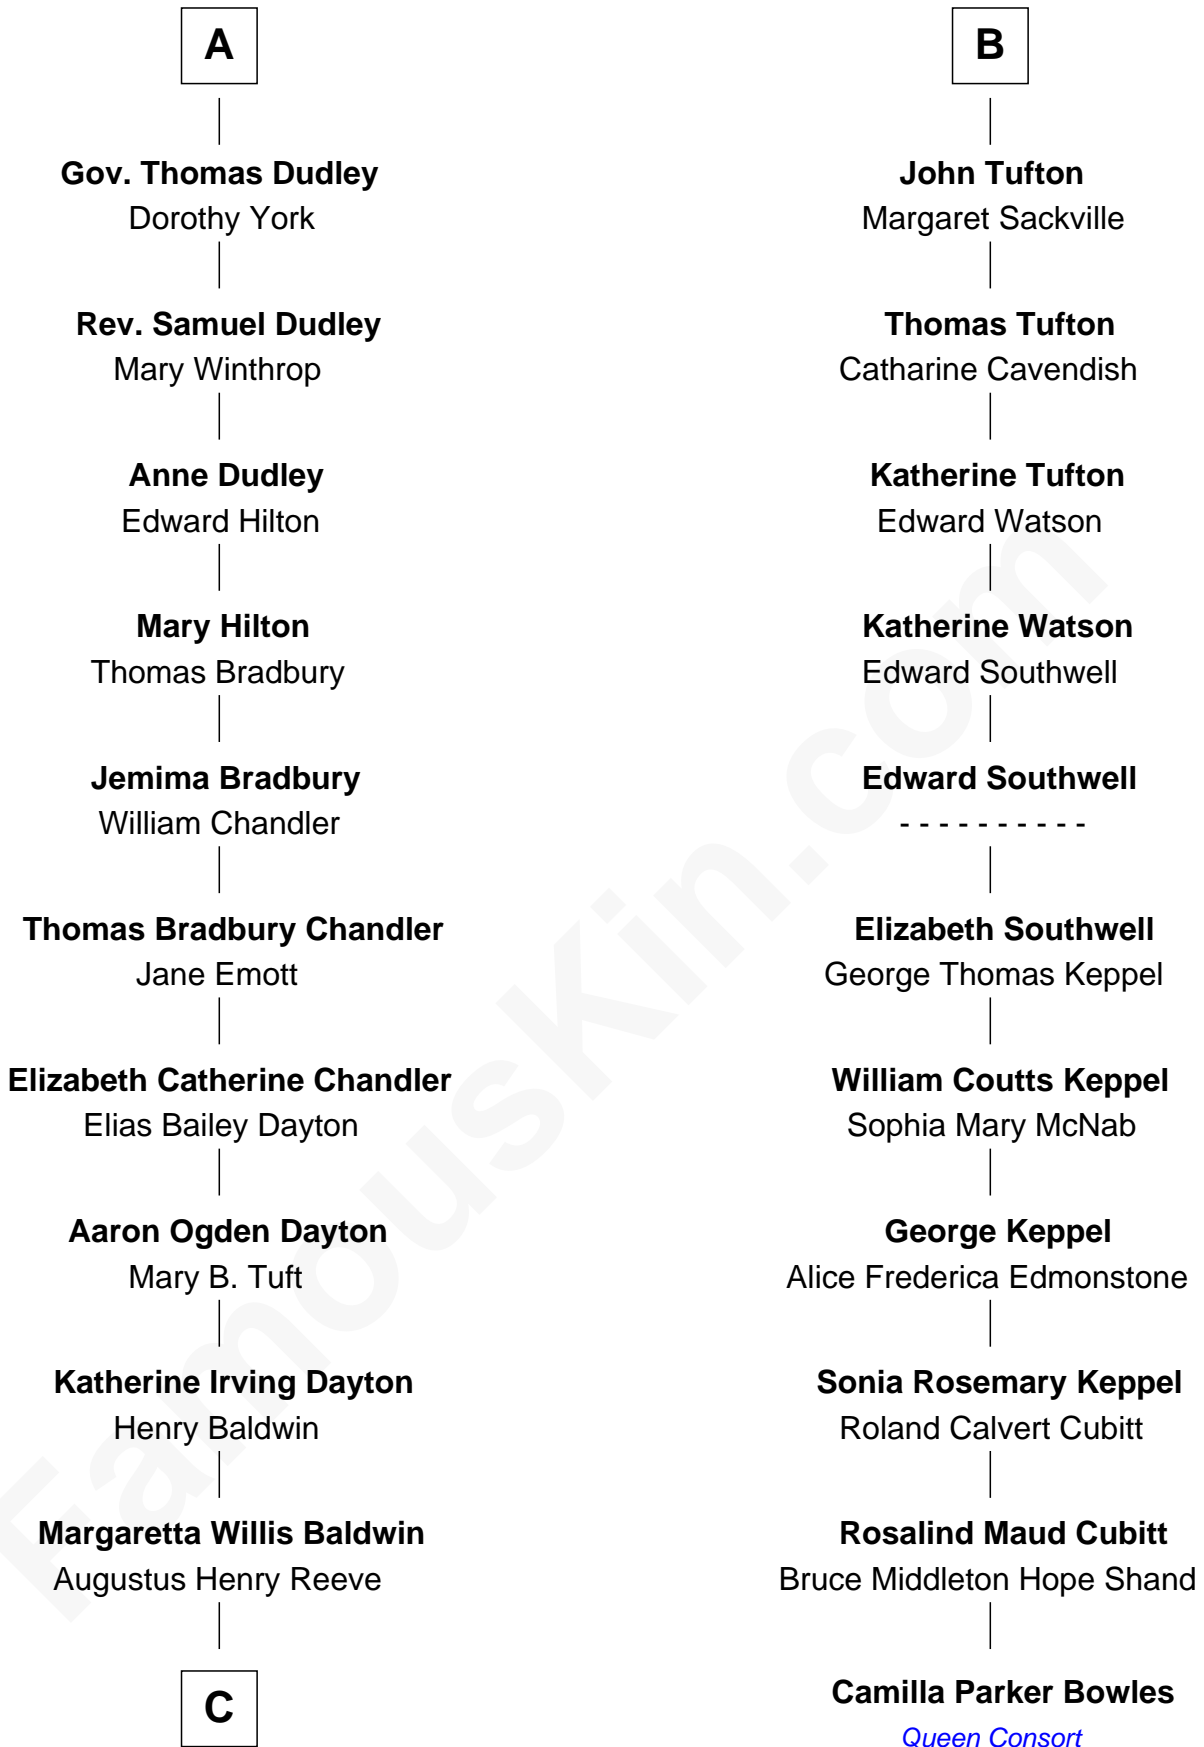 A
Gov. Thomas Dudley
Dorothy York
Rev. Samuel Dudley
Mary Winthrop
Anne Dudley
Edward Hilton
Mary Hilton
Thomas Bradbury
Jemima Bradbury
William Chandler
Thomas Bradbury Chandler
Jane Emott
Elizabeth Catherine Chandler
Elias Bailey Dayton
Aaron Ogden Dayton
Mary B. Tuft
Katherine Irving Dayton
Henry Baldwin
Margaretta Willis Baldwin
Augustus Henry Reeve
C
B
John Tufton
Margaret Sackville
Thomas Tufton
Catharine Cavendish
Katherine Tufton
Edward Watson
Katherine Watson
Edward Southwell
Edward Southwell
- - - - - - - - - -
Elizabeth Southwell
George Thomas Keppel
William Coutts Keppel
Sophia Mary McNab
George Keppel
Alice Frederica Edmonstone
Sonia Rosemary Keppel
Roland Calvert Cubitt
Rosalind Maud Cubitt
Bruce Middleton Hope Shand
Camilla Parker Bowles
Queen Consort
FamousKin.com